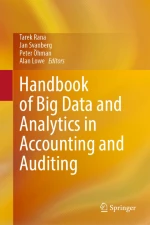 Tarek Rana
Jan Svanberg
Peter Öhman
Alan Lowe Editors
Handbook
of Big Data and
Analytics in
Accounting and
Auditing
Springer